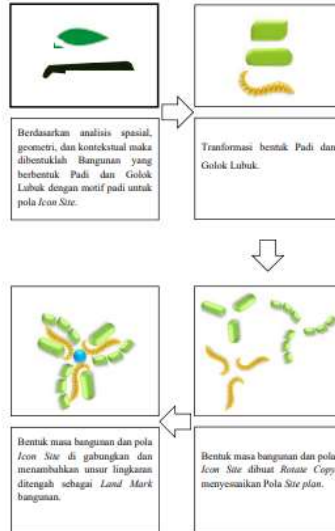 Berdasarkan analisis spasial,
geometri, dan kontekstual maka
dibentuklah Bangunan yang
berbentuk Padi dan Golok
Lubuk dengan motif padi untuk
pola Icon Site.
Tranformasi bentuk Padi dan
Golok Lubuk.
Bentuk masa bangunan dan pola
Icon Site di gabungkan dan
menambahkan unsur lingkaran
ditengah sebagai Land Mark
bangunan.
Bentuk masa bangunan dan pola
Icon Site dibuat Rotate Copy
menyesuaikan Pola Site plan.